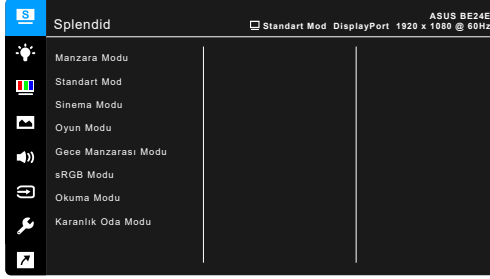 S
Splendid
ASUS BE24E
Standart Mod DisplayPort 1920 x 1080 @ 60Hz
Manzara Modu
Standart Mod
Sinema Modu
Oyun Modu
Gece Manzarası Modu
sRGB Modu
Okuma Modu
Karanlık Oda Modu